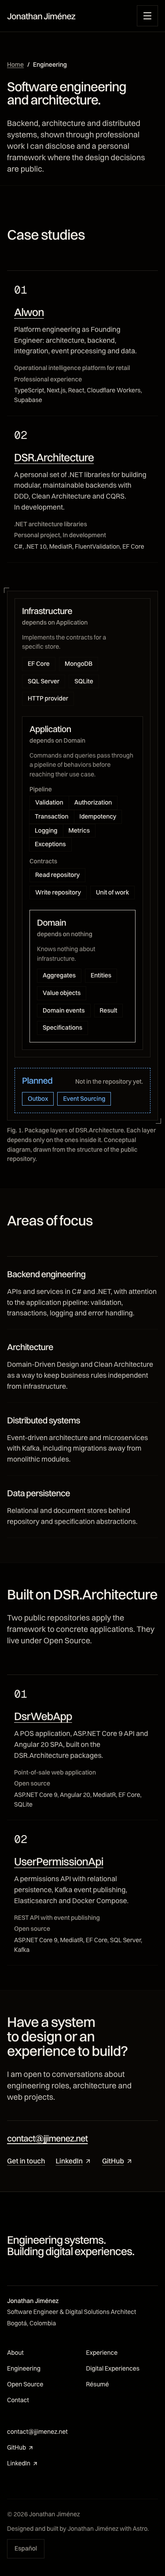 Jonathan Jiménez
Home / Engineering
Software engineering
and architecture.
Backend, architecture and distributed
systems, shown through professional
work I can disclose and a personal
framework where the design decisions
are public.
Case studies
01
Alwon
Platform engineering as Founding
Engineer: architecture, backend,
integration, event processing and data.
Operational intelligence platform for retail
Professional experience
TypeScript, Next.js, React, Cloudflare Workers,
Supabase
02
DSR.Architecture
A personal set of .NET libraries for building
modular, maintainable backends with
DDD, Clean Architecture and CQRS.
In development.
.NET architecture libraries
Personal project, In development
C#, .NET 10, MediatR, FluentValidation, EF Core
Infrastructure
depends on Application
Implements the contracts for a
specific store.
EF Core MongoDB
SQL Server SQLite
HTTP provider
Application
depends on Domain
Commands and queries pass through
a pipeline of behaviors before
reaching their use case.
Pipeline
Validation Authorization
Transaction Idempotency
Logging Metrics
Exceptions
Contracts
Read repository
Write repository Unit of work
Domain
depends on nothing
Knows nothing about
infrastructure.
Aggregates Entities
Value objects
Domain events Result
Specifications
Planned Not in the repository yet.
Outbox Event Sourcing
Fig. 1. Package layers of DSR.Architecture. Each layer
depends only on the ones inside it. Conceptual
diagram, drawn from the structure of the public
repository.
Areas of focus
Backend engineering
APIs and services in C# and .NET, with attention
to the application pipeline: validation,
transactions, logging and error handling.
Architecture
Domain-Driven Design and Clean Architecture
as a way to keep business rules independent
from infrastructure.
Distributed systems
Event-driven architecture and microservices
with Kafka, including migrations away from
monolithic modules.
Data persistence
Relational and document stores behind
repository and specification abstractions.
Built on DSR.Architecture
Two public repositories apply the
framework to concrete applications. They
live under Open Source.
01
DsrWebApp
A POS application, ASP.NET Core 9 API and
Angular 20 SPA, built on the
DSR.Architecture packages.
Point-of-sale web application
Open source
ASP.NET Core 9, Angular 20, MediatR, EF Core,
SQLite
02
UserPermissionApi
A permissions API with relational
persistence, Kafka event publishing,
Elasticsearch and Docker Compose.
REST API with event publishing
Open source
ASP.NET Core 9, MediatR, EF Core, SQL Server,
Kafka
Have a system
to design or an
experience to build?
I am open to conversations about
engineering roles, architecture and
web projects.
contact@jjimenez.net
Get in touch LinkedIn ↗ GitHub ↗
Engineering systems.
Building digital experiences.
Jonathan Jiménez
Software Engineer & Digital Solutions Architect
Bogotá, Colombia
About Experience
Engineering Digital Experiences
Open Source Résumé
Contact
contact@jjimenez.net
GitHub ↗
LinkedIn ↗
© 2026 Jonathan Jiménez
Designed and built by Jonathan Jiménez with Astro.
Español